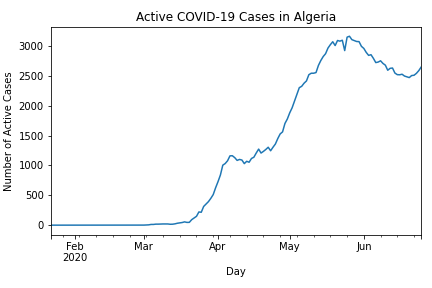 Active COVID-19 Cases in Algeria
Number of Active Cases
3000
2500
2000
1500
1000
500
0
Feb Mar Apr May Jun
2020
Day